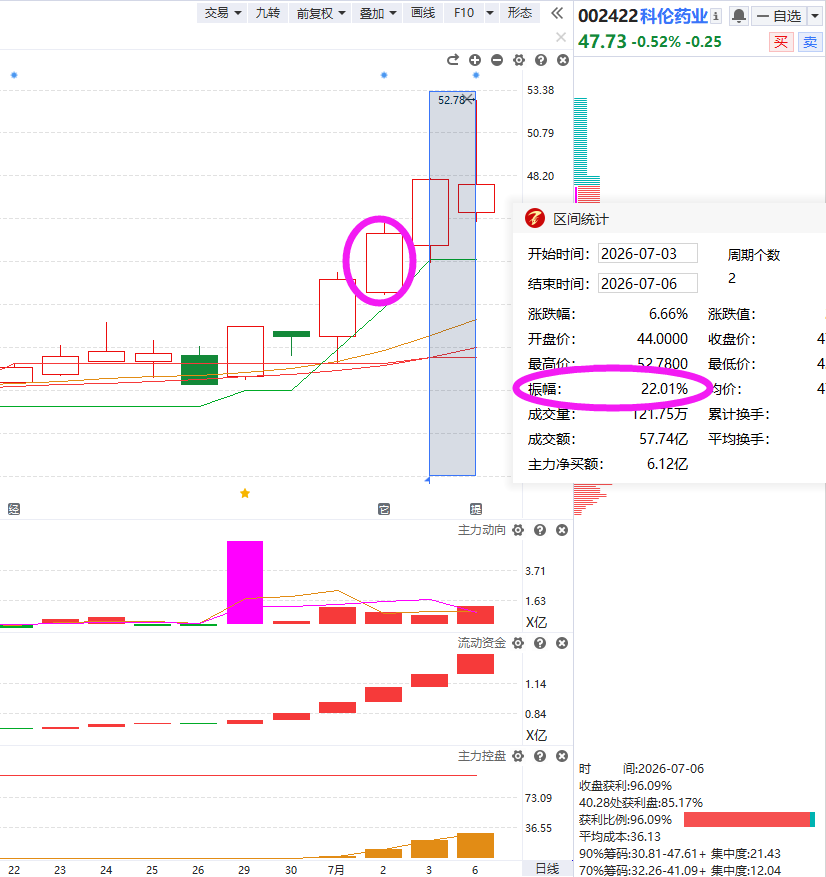 交易 九转 前复权 叠加 画线 F10 形态
002422科伦药业 自选
47.73 -0.52% -0.25 买 卖
53.38
52.78
50.79
48.20
区间统计
开始时间: 2026-07-03 周期个数
结束时间: 2026-07-06 2
涨跌幅: 6.66% 涨跌值:
开盘价: 44.0000 收盘价: 4
最高价: 52.7800 最低价: 4
振幅: 22.01% 均价: 47
成交量: 121.75万 累计换手:
成交额: 57.74亿 平均换手:
主力净买额: 6.12亿
经 它 提
主力动向
3.71
1.63
X亿
流动资金
1.14
0.84
X亿
主力控盘
73.09
36.55
时 间:2026-07-06
收盘获利:96.09%
40.28处获利盘:85.17%
获利比例:96.09%
平均成本:36.13
90%筹码:30.81-47.61+ 集中度:21.43
70%筹码:32.26-41.09+ 集中度:12.04
22 23 24 25 26 29 30 7月 2 3 6 日线